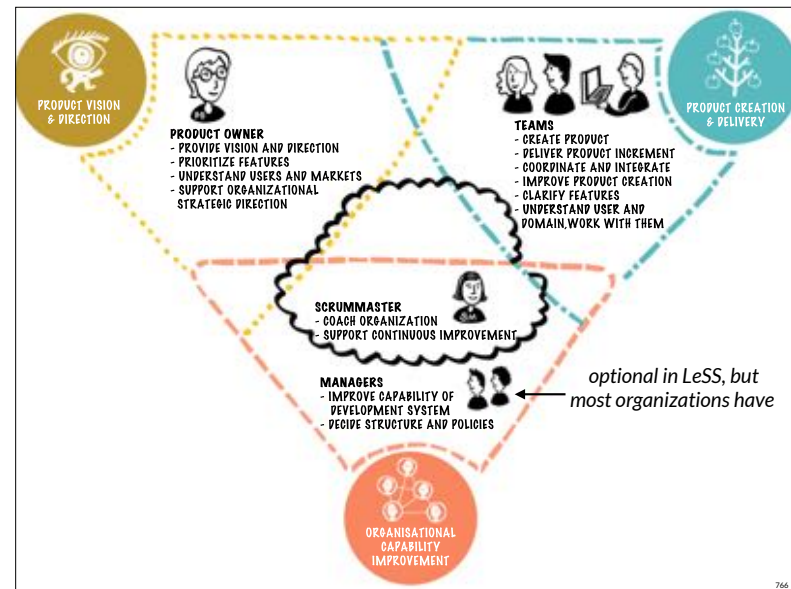 PRODUCT VISION
& DIRECTION
PRODUCT OWNER
- PROVIDE VISION AND DIRECTION
- PRIORITIZE FEATURES
- UNDERSTAND USERS AND MARKETS
- SUPPORT ORGANIZATIONAL
STRATEGIC DIRECTION
TEAMS
- CREATE PRODUCT
- DELIVER PRODUCT INCREMENT
- COORDINATE AND INTEGRATE
- IMPROVE PRODUCT CREATION
- CLARIFY FEATURES
- UNDERSTAND USER AND
DOMAIN,WORK WITH THEM
PRODUCT CREATION
& DELIVERY
SCRUMMASTER
- COACH ORGANIZATION
- SUPPORT CONTINUOUS IMPROVEMENT
MANAGERS
- IMPROVE CAPABILITY OF
DEVELOPMENT SYSTEM
- DECIDE STRUCTURE AND POLICIES
optional in LeSS, but
most organizations have
ORGANISATIONAL
CAPABILITY
IMPROVEMENT
766